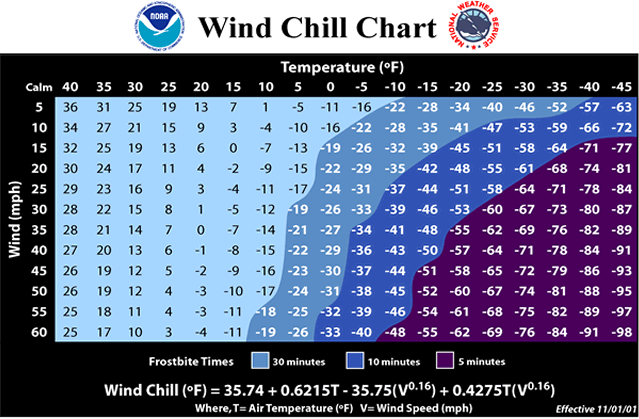 NOAA
Wind Chill Chart
NATIONAL WEATHER SERVICE
Temperature (ºF)
Calm 40 35 30 25 20 15 10 5 0 -5 -10 -15 -20 -25 -30 -35 -40 -45
Wind (mph)
5 36 31 25 19 13 7 1 -5 -11 -16 -22 -28 -34 -40 -46 -52 -57 -63
10 34 27 21 15 9 3 -4 -10 -16 -22 -28 -35 -41 -47 -53 -59 -66 -72
15 32 25 19 13 6 0 -7 -13 -19 -26 -32 -39 -45 -51 -58 -64 -71 -77
20 30 24 17 11 4 -2 -9 -15 -22 -29 -35 -42 -48 -55 -61 -68 -74 -81
25 29 23 16 9 3 -4 -11 -17 -24 -31 -37 -44 -51 -58 -64 -71 -78 -84
30 28 22 15 8 1 -5 -12 -19 -26 -33 -39 -46 -53 -60 -67 -73 -80 -87
35 28 21 14 7 0 -7 -14 -21 -27 -34 -41 -48 -55 -62 -69 -76 -82 -89
40 27 20 13 6 -1 -8 -15 -22 -29 -36 -43 -50 -57 -64 -71 -78 -84 -91
45 26 19 12 5 -2 -9 -16 -23 -30 -37 -44 -51 -58 -65 -72 -79 -86 -93
50 26 19 12 4 -3 -10 -17 -24 -31 -38 -45 -52 -60 -67 -74 -81 -88 -95
55 25 18 11 4 -3 -11 -18 -25 -32 -39 -46 -54 -61 -68 -75 -82 -89 -97
60 25 17 10 3 -4 -11 -19 -26 -33 -40 -48 -55 -62 -69 -76 -84 -91 -98
Frostbite Times 30 minutes 10 minutes 5 minutes
Wind Chill (ºF) = 35.74 + 0.6215T - 35.75(V0.16) + 0.4275T(V0.16)
Where, T= Air Temperature (ºF) V= Wind Speed (mph)
Effective 11/01/01